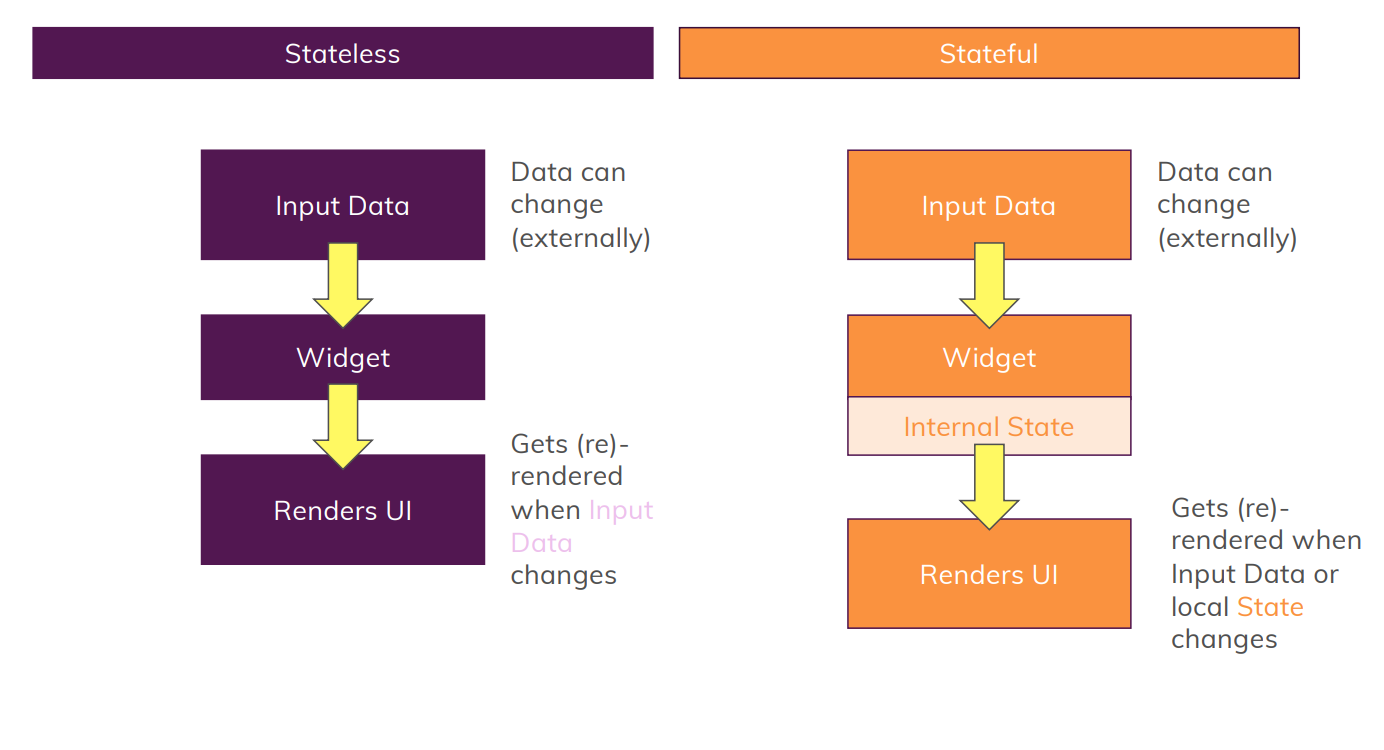 Stateless
Input Data
Data can
change
(externally)
Widget
Renders UI
Gets (re)-
rendered
when Input
Data
changes
Stateful
Input Data
Data can
change
(externally)
Widget
Internal State
Renders UI
Gets (re)-
rendered when
Input Data or
local State
changes